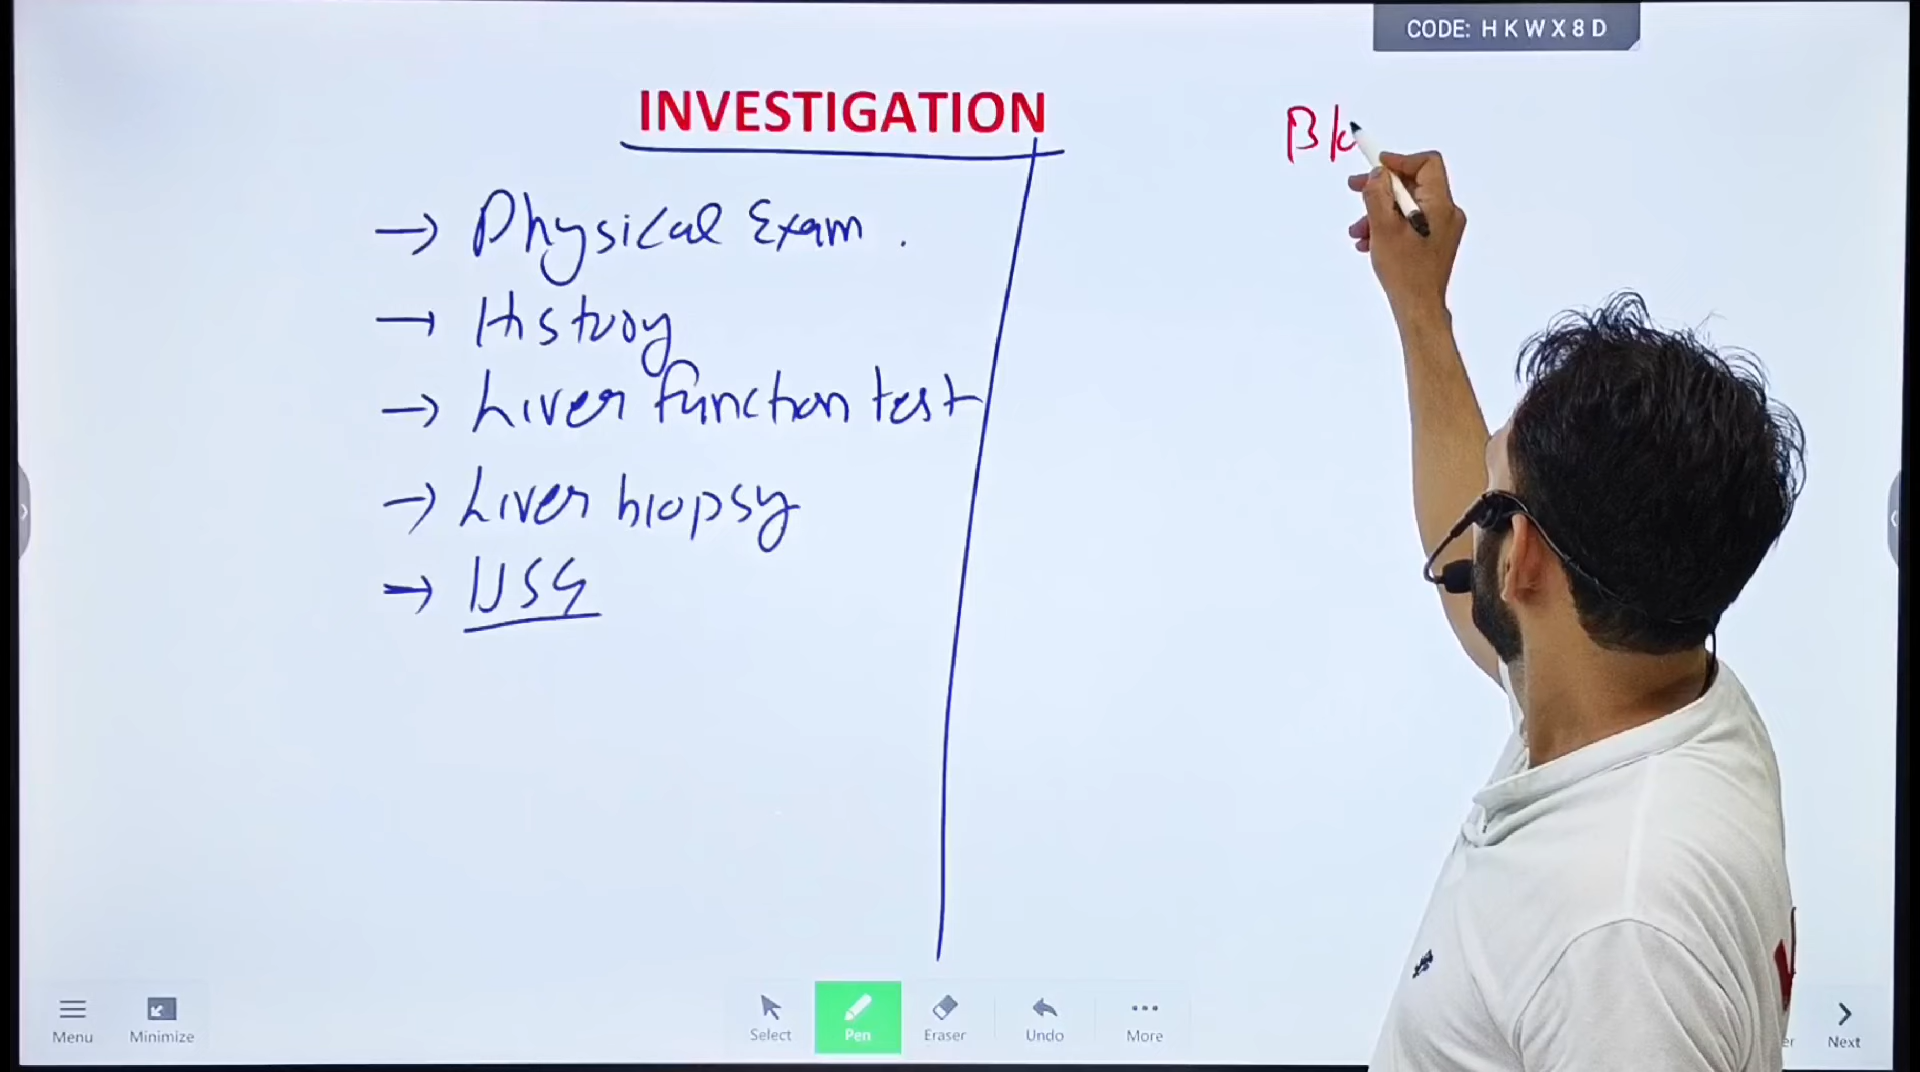 CODE: H K W X 8 D
INVESTIGATION
→ Physical Exam.
→ History
→ Liver function test
→ Liver biopsy
→ USG
Menu
Minimize
Select
Pen
Eraser
Undo
More
Next